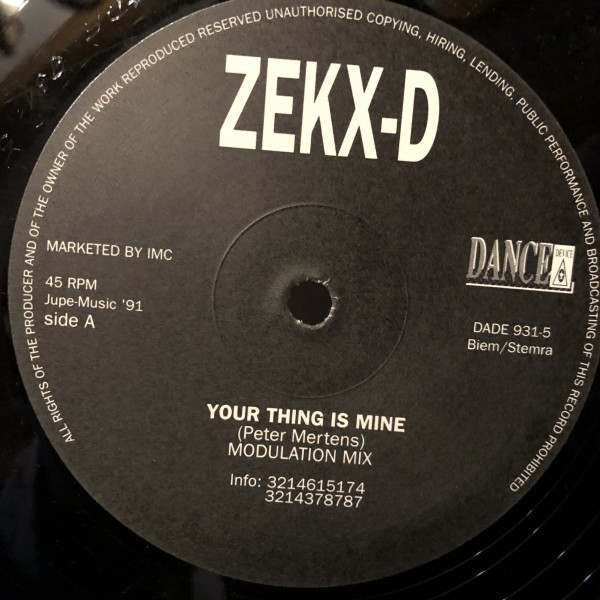 ALL RIGHTS OF THE PRODUCER AND OF THE OWNER OF THE WORK REPRODUCED RESERVED UNAUTHORISED COPYING, HIRING, LENDING, PUBLIC PERFORMANCE AND BROADCASTING OF THIS RECORD PROHIBITED
ZEKX-D
MARKETED BY IMC
45 RPM
Jupe-Music '91
side A
DANCE DEVICE
DADE 931-5
Biem/Stemra
YOUR THING IS MINE
(Peter Mertens)
MODULATION MIX
Info: 3214615174
3214378787